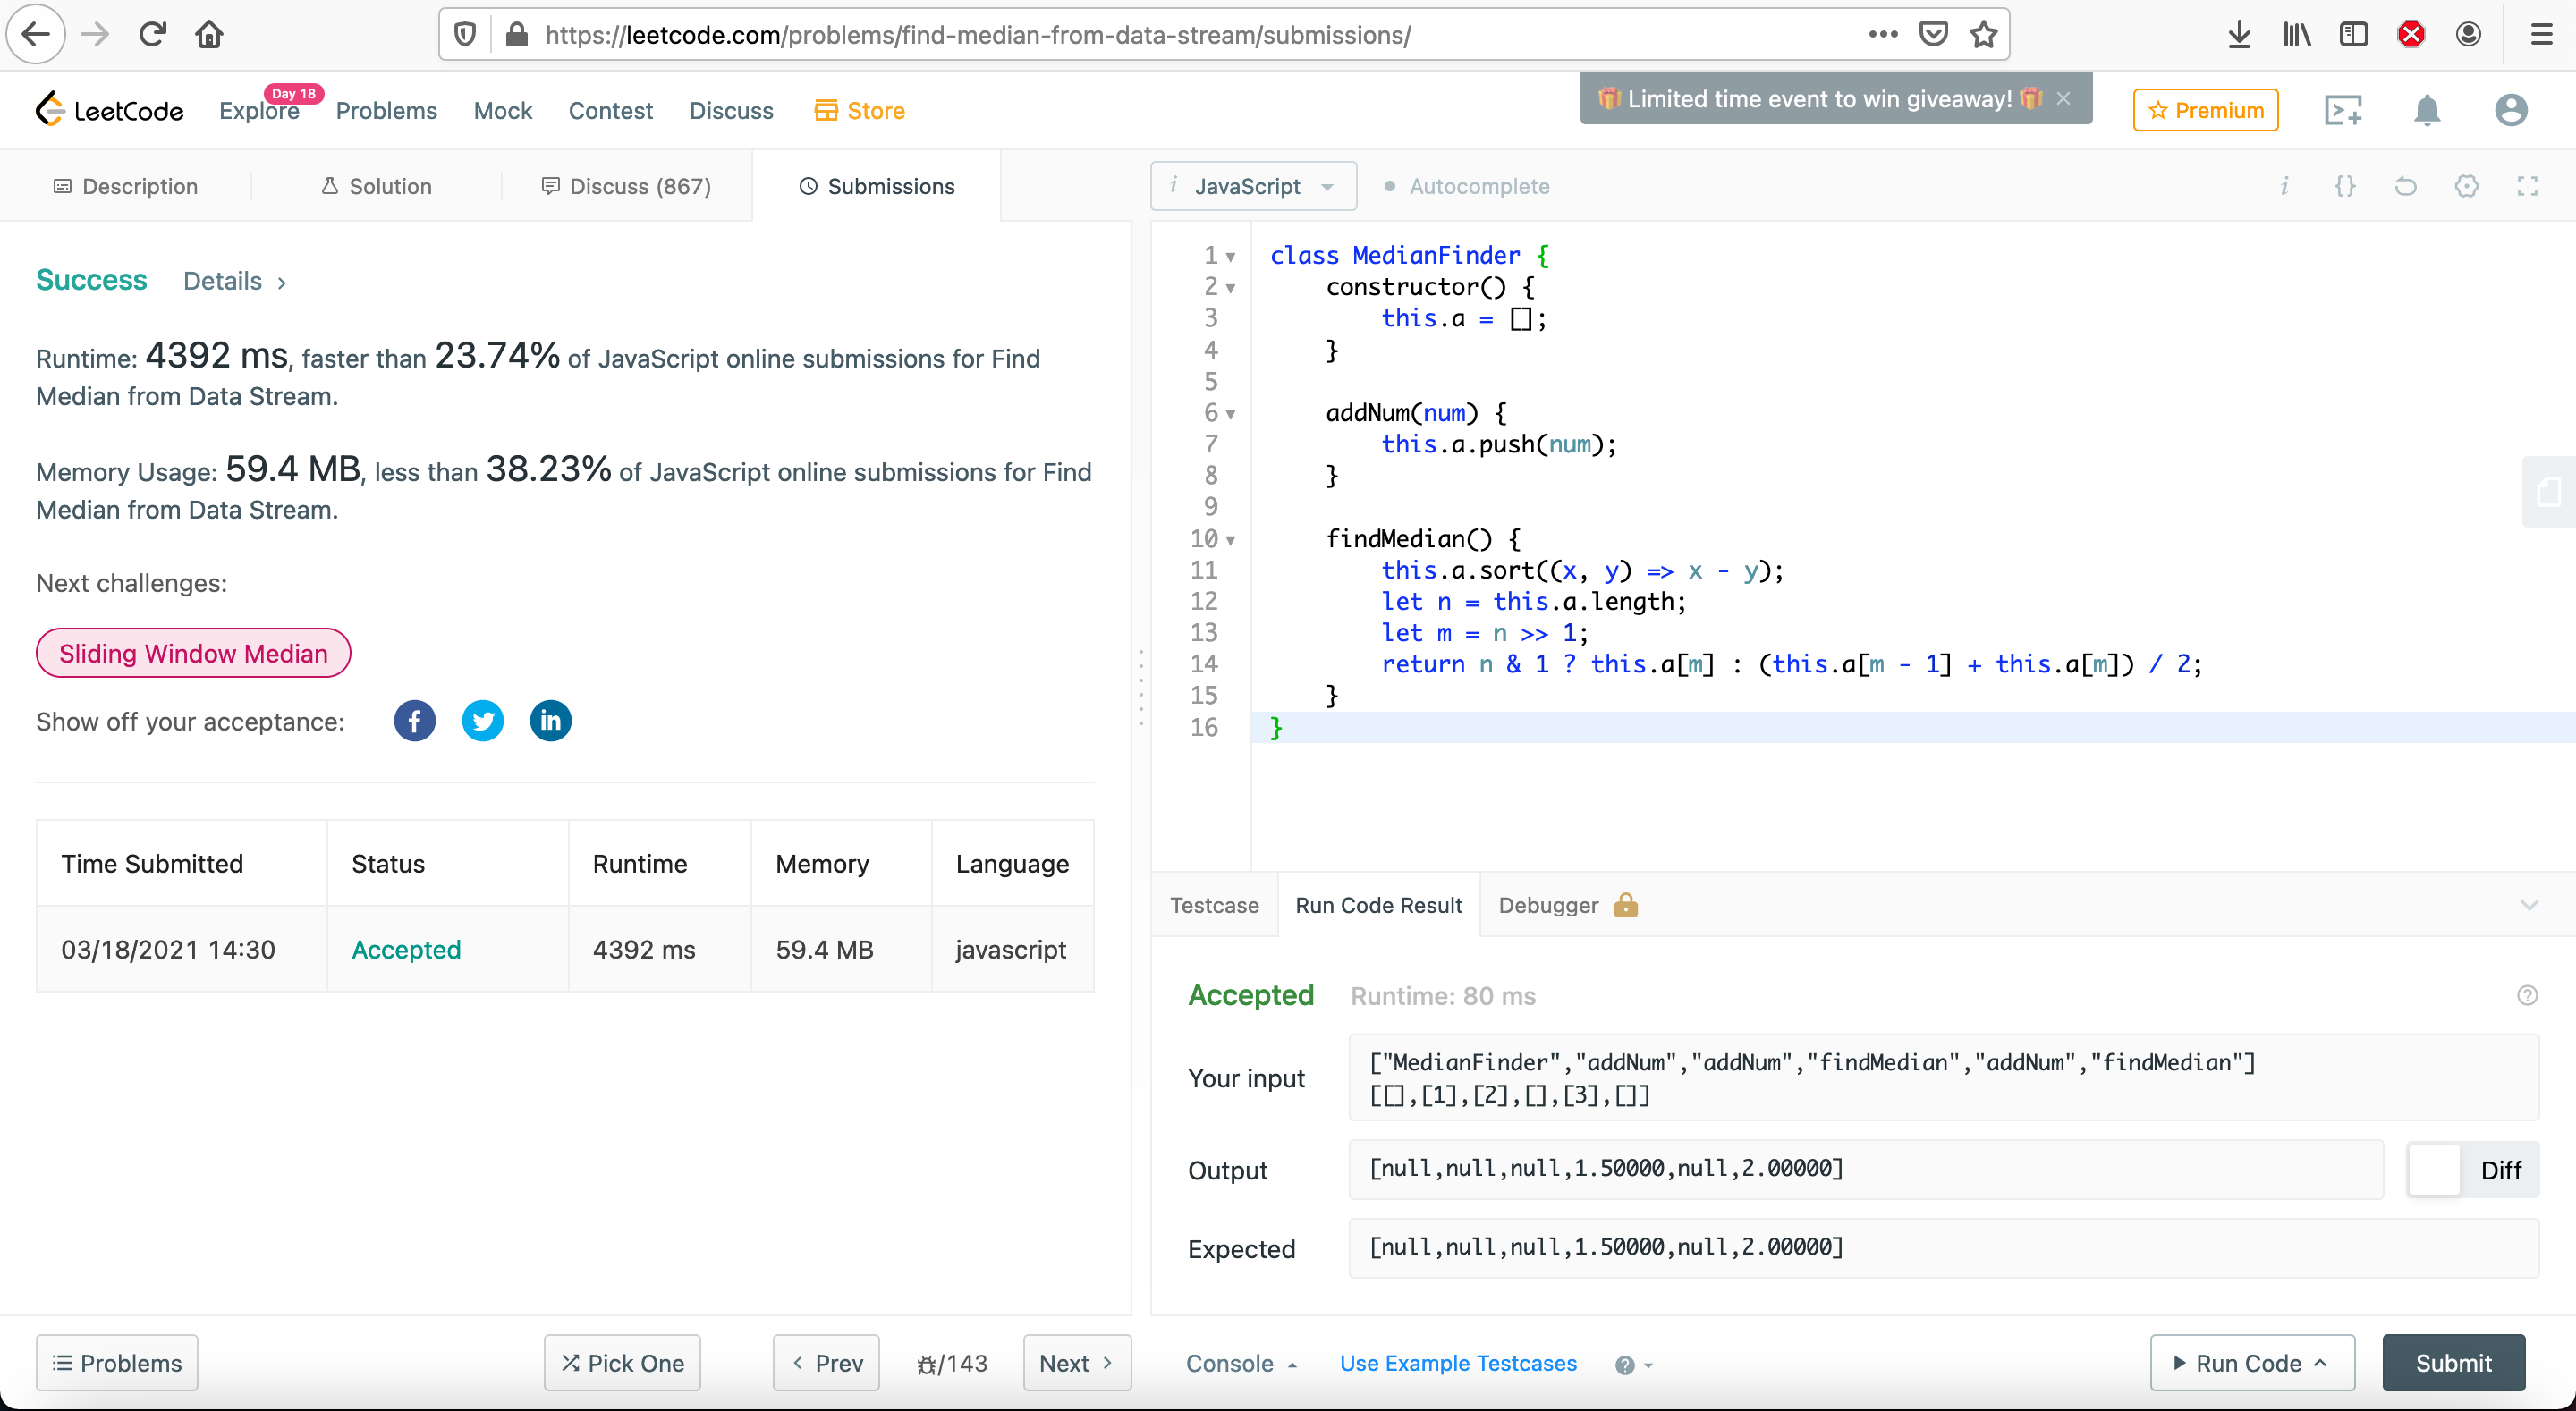 https://leetcode.com/problems/find-median-from-data-stream/submissions/
LeetCode
Explore
Day 18
Problems
Mock
Contest
Discuss
Store
Limited time event to win giveaway!
Premium
Description
Solution
Discuss (867)
Submissions
Success
Details
Runtime: 4392 ms, faster than 23.74% of JavaScript online submissions for Find
Median from Data Stream.
Memory Usage: 59.4 MB, less than 38.23% of JavaScript online submissions for Find
Median from Data Stream.
Next challenges:
Sliding Window Median
Show off your acceptance:
Time Submitted Status Runtime Memory Language
03/18/2021 14:30 Accepted 4392 ms 59.4 MB javascript
Problems
Pick One
Prev
/143
Next
i JavaScript
Autocomplete
i {}
1 class MedianFinder {
2     constructor() {
3         this.a = [];
4     }
5
6     addNum(num) {
7         this.a.push(num);
8     }
9
10     findMedian() {
11         this.a.sort((x, y) => x - y);
12         let n = this.a.length;
13         let m = n >> 1;
14         return n & 1 ? this.a[m] : (this.a[m - 1] + this.a[m]) / 2;
15     }
16 }
Testcase
Run Code Result
Debugger
Accepted
Runtime: 80 ms
Your input
["MedianFinder","addNum","addNum","findMedian","addNum","findMedian"]
[[],[1],[2],[],[3],[]]
Output
[null,null,null,1.50000,null,2.00000]
Diff
Expected
[null,null,null,1.50000,null,2.00000]
Console
Use Example Testcases
Run Code
Submit